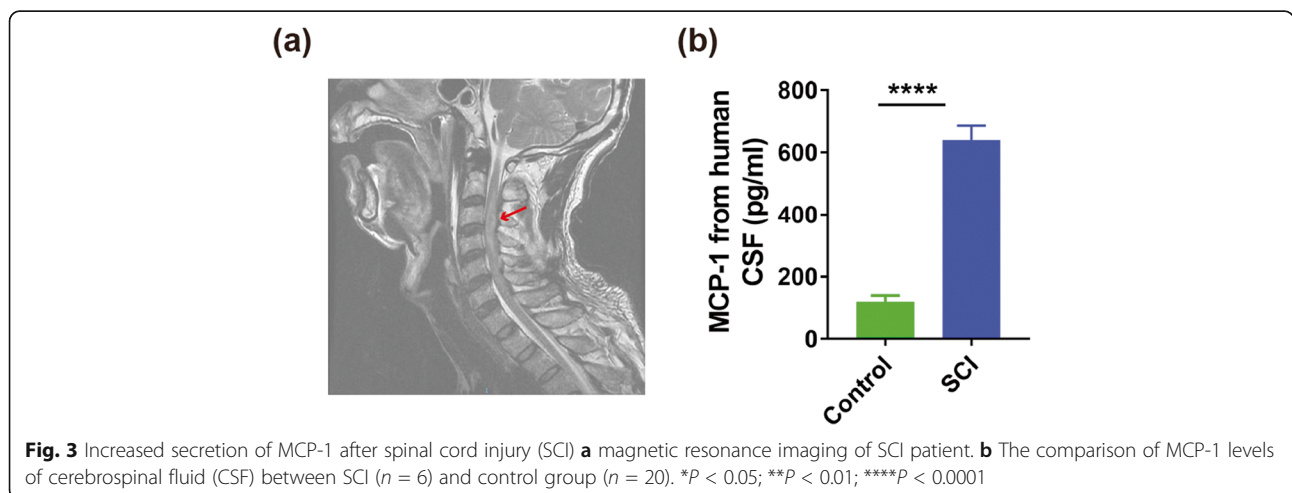 (a)
(b)
MCP-1 from human
CSF (pg/ml)
800
600
400
200
0
****
Control
SCI
Fig. 3 Increased secretion of MCP-1 after spinal cord injury (SCI) a magnetic resonance imaging of SCI patient. b The comparison of MCP-1 levels
of cerebrospinal fluid (CSF) between SCI (n = 6) and control group (n = 20). *P < 0.05; **P < 0.01; ****P < 0.0001